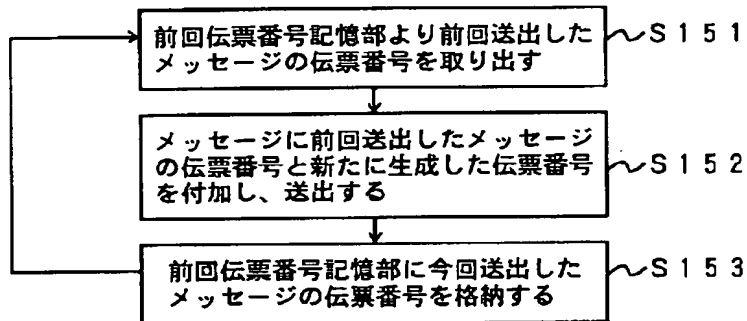 前回伝票番号記憶部より前回送出した
メッセージの伝票番号を取り出す
S151
メッセージに前回送出したメッセージ
の伝票番号と新たに生成した伝票番号
を付加し、送出する
S152
前回伝票番号記憶部に今回送出した
メッセージの伝票番号を格納する
S153